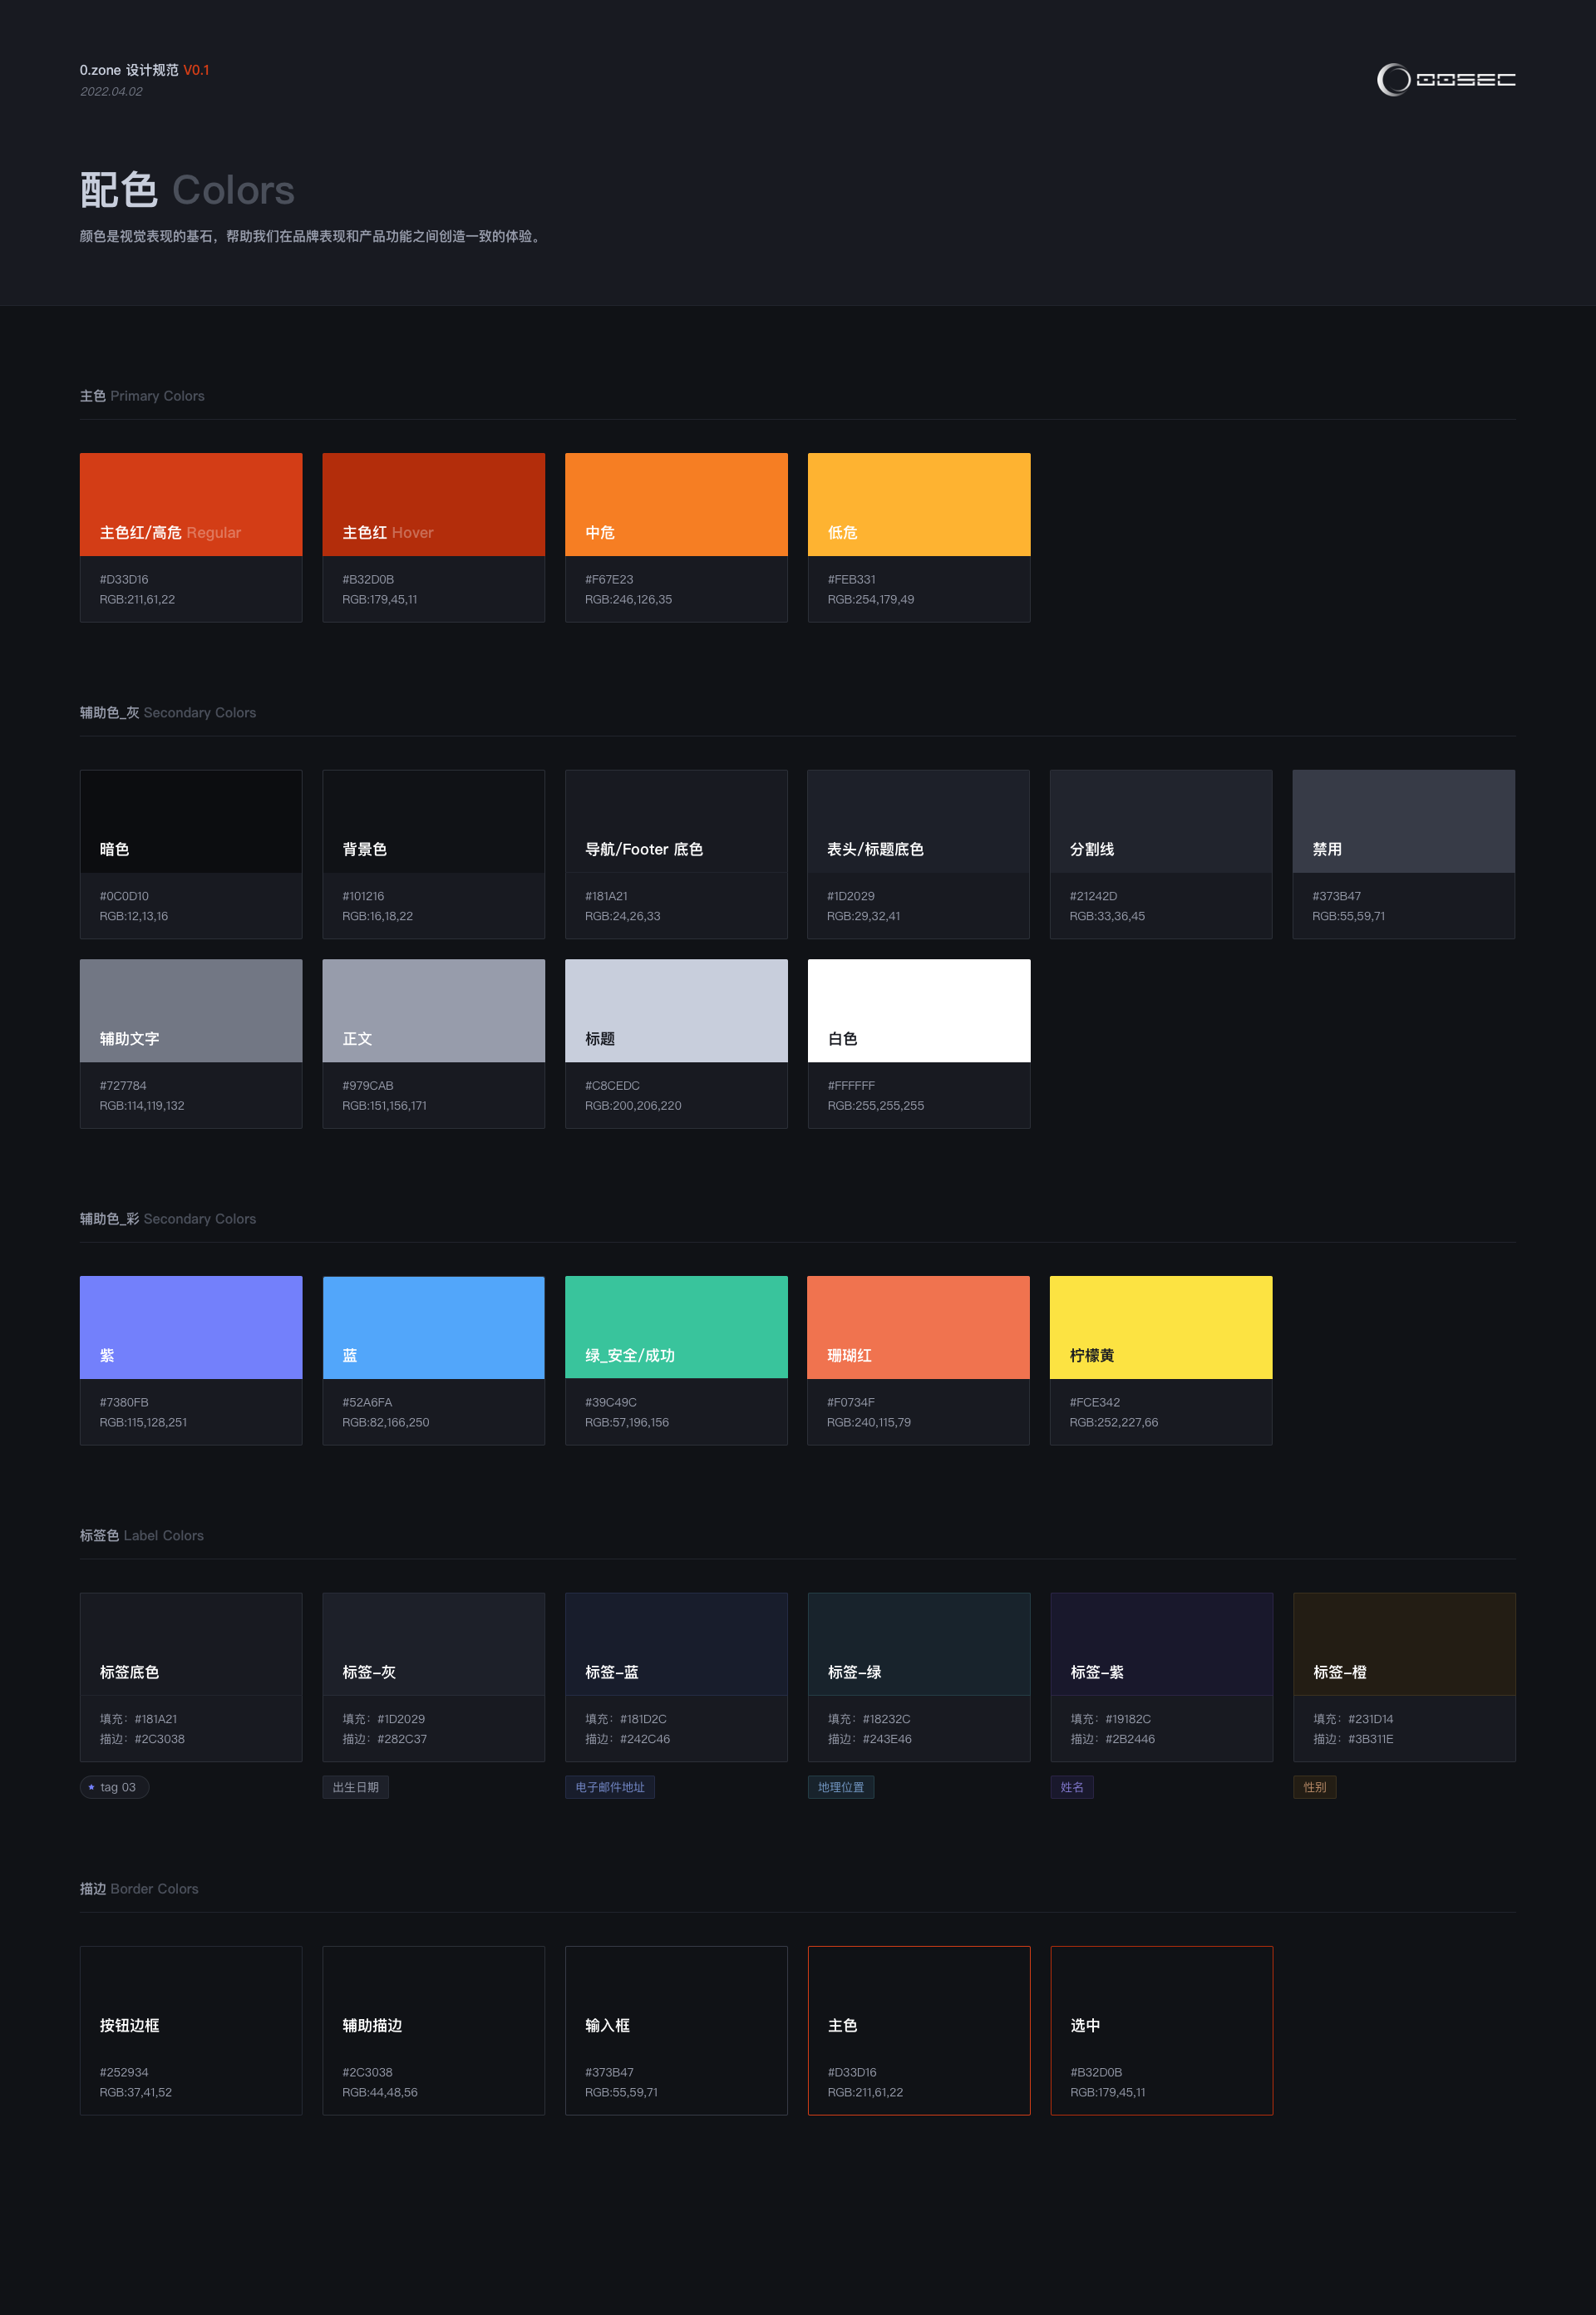 0.zone 设计规范 V0.1
2022.04.02
00SEC
配色 Colors
颜色是视觉表现的基石，帮助我们在品牌表现和产品功能之间创造一致的体验。
主色 Primary Colors
主色红/高危 Regular
#D33D16
RGB:211,61,22
主色红 Hover
#B32D0B
RGB:179,45,11
中危
#F67E23
RGB:246,126,35
低危
#FEB331
RGB:254,179,49
辅助色_灰 Secondary Colors
暗色
#0C0D10
RGB:12,13,16
背景色
#101216
RGB:16,18,22
导航/Footer 底色
#181A21
RGB:24,26,33
表头/标题底色
#1D2029
RGB:29,32,41
分割线
#21242D
RGB:33,36,45
禁用
#373B47
RGB:55,59,71
辅助文字
#727784
RGB:114,119,132
正文
#979CAB
RGB:151,156,171
标题
#C8CEDC
RGB:200,206,220
白色
#FFFFFF
RGB:255,255,255
辅助色_彩 Secondary Colors
紫
#7380FB
RGB:115,128,251
蓝
#52A6FA
RGB:82,166,250
绿_安全/成功
#39C49C
RGB:57,196,156
珊瑚红
#F0734F
RGB:240,115,79
柠檬黄
#FCE342
RGB:252,227,66
标签色 Label Colors
标签底色
填充：#181A21
描边：#2C3038
tag 03
标签-灰
填充：#1D2029
描边：#282C37
出生日期
标签-蓝
填充：#181D2C
描边：#242C46
电子邮件地址
标签-绿
填充：#18232C
描边：#243E46
地理位置
标签-紫
填充：#19182C
描边：#2B2446
姓名
标签-橙
填充：#231D14
描边：#3B311E
性别
描边 Border Colors
按钮边框
#252934
RGB:37,41,52
辅助描边
#2C3038
RGB:44,48,56
输入框
#373B47
RGB:55,59,71
主色
#D33D16
RGB:211,61,22
选中
#B32D0B
RGB:179,45,11